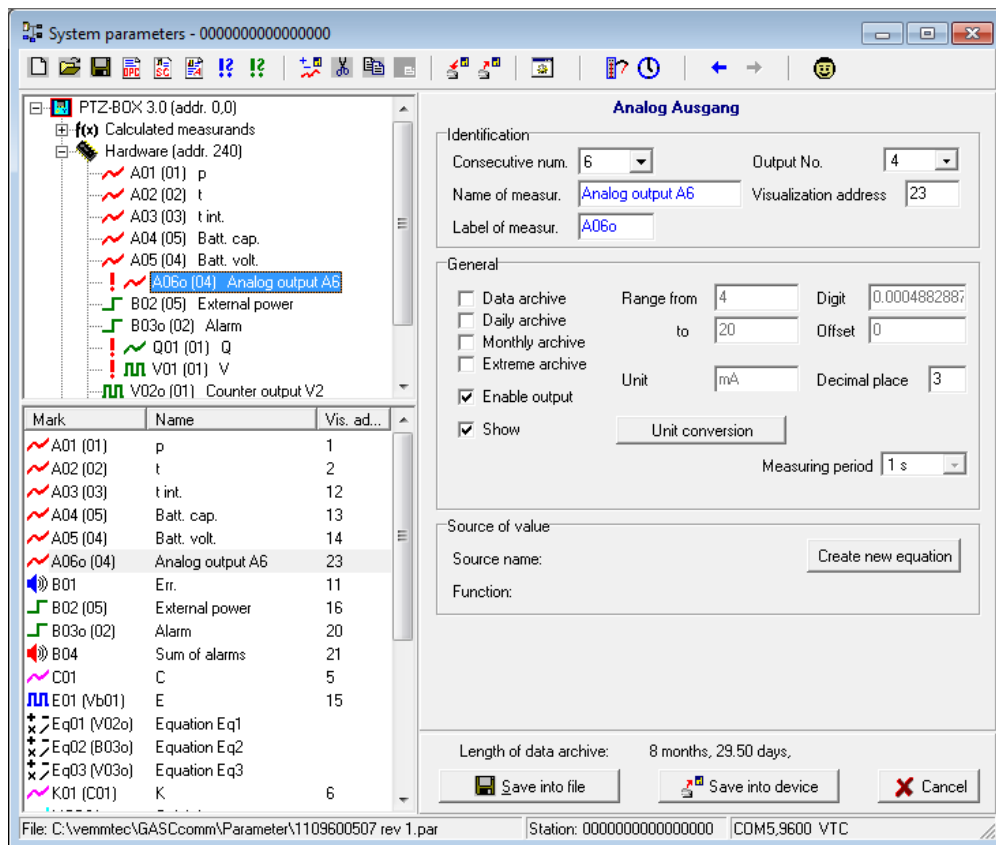 System parameters - 0000000000000000
PTZ-BOX 3.0 (addr. 0,0)
f(x) Calculated measurands
Hardware (addr. 240)
A01 (01) p
A02 (02) t
A03 (03) t int.
A04 (05) Batt. cap.
A05 (04) Batt. volt.
A06o (04) Analog output A6
B02 (05) External power
B03o (02) Alarm
Q01 (01) Q
V01 (01) V
V02o (01) Counter output V2
Mark Name Vis. ad...
A01 (01) p 1
A02 (02) t 2
A03 (03) t int. 12
A04 (05) Batt. cap. 13
A05 (04) Batt. volt. 14
A06o (04) Analog output A6 23
B01 Err. 11
B02 (05) External power 16
B03o (02) Alarm 20
B04 Sum of alarms 21
C01 C 5
E01 (Vb01) E 15
Eq01 (V02o) Equation Eq1
Eq02 (B03o) Equation Eq2
Eq03 (V03o) Equation Eq3
K01 (C01) K 6
Analog Ausgang
Identification
Consecutive num. 6 Output No. 4
Name of measur. Analog output A6 Visualization address 23
Label of measur. A06o
General
Data archive Range from 4 Digit 0.0004882887
Daily archive to 20 Offset 0
Monthly archive
Extreme archive
Unit mA Decimal place 3
Enable output
Show Unit conversion
Measuring period 1 s
Source of value
Source name: Create new equation
Function:
Length of data archive: 8 months, 29.50 days,
Save into file Save into device Cancel
File: C:\vemmtec\GASCcomm\Parameter\1109600507 rev 1.par Station: 0000000000000000 COM5,9600 VTC